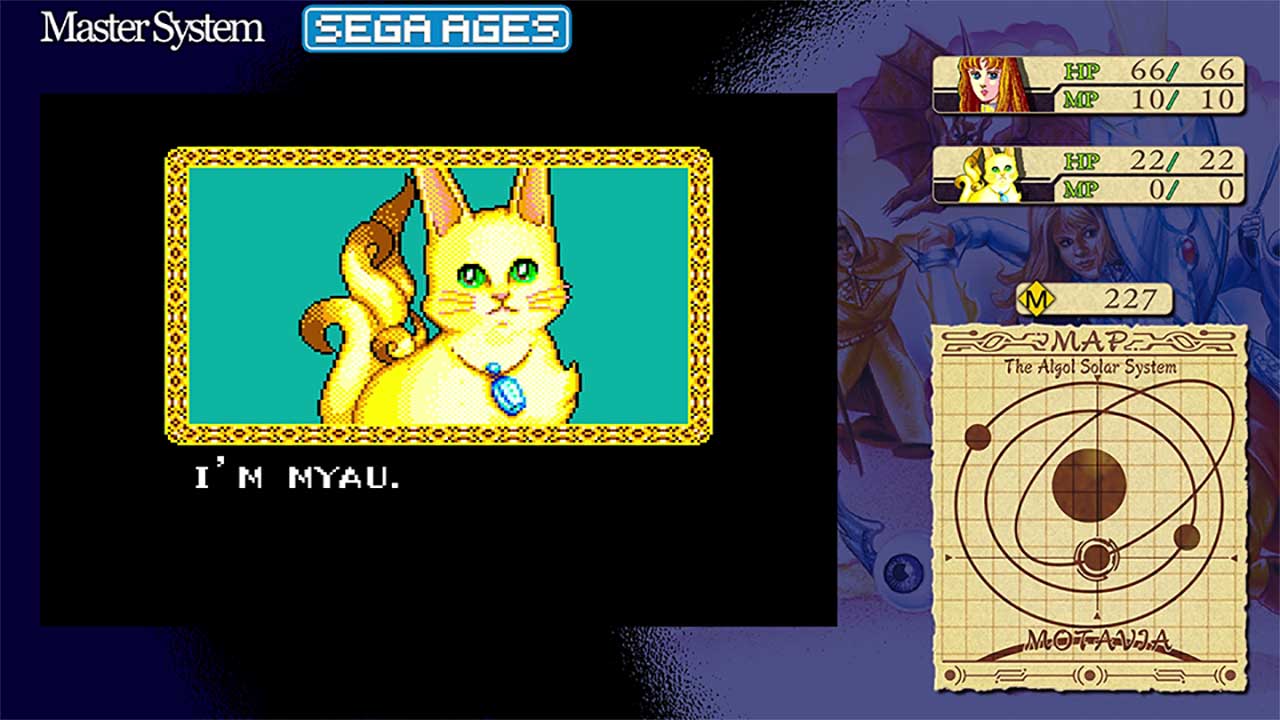 Master System
SEGA AGES
HP 66/ 66
MP 10/ 10
HP 22/ 22
MP 0/ 0
M 227
MAP
The Algol Solar System
I'M MYAU.
MOTAVIA